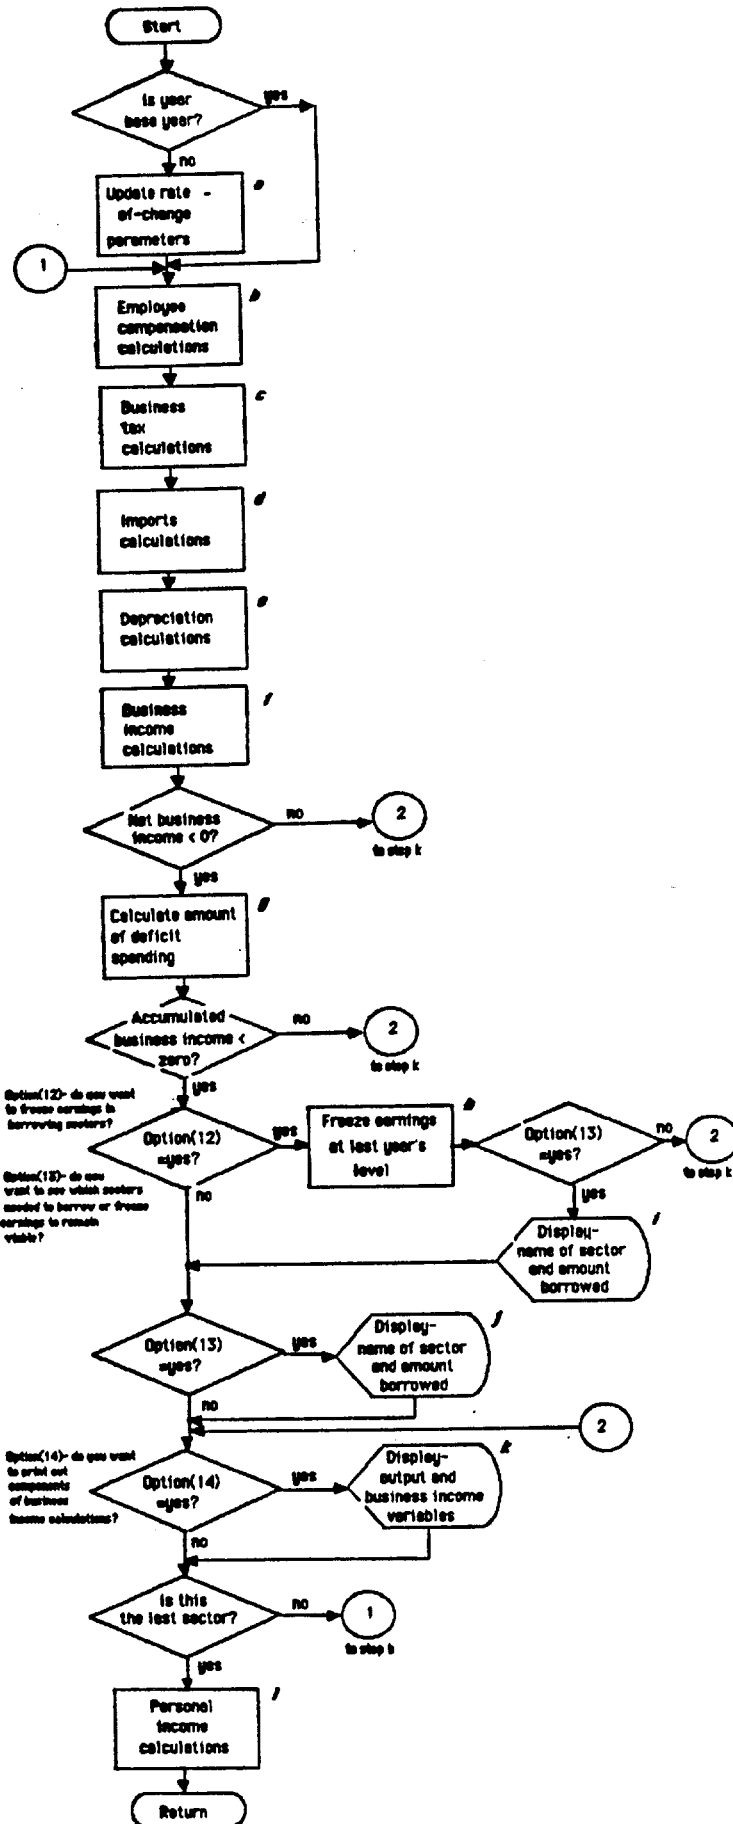 Start
Is year
base year?
yes
no
a
Update rate -
of-change
parameters
1
b
Employee
compensation
calculations
c
Business
tax
calculations
d
Imports
calculations
e
Depreciation
calculations
f
Business
income
calculations
Net business
income < 0?
no
2
to step k
yes
g
Calculate amount
of deficit
spending
Accumulated
business income <
zero?
no
2
to step k
yes
Option(12)- do you want
to freeze earnings in
borrowing sectors?
Option(12)
=yes?
yes
no
h
Freeze earnings
at last year's
level
Option(13)
=yes?
no
2
to step k
yes
i
Display-
name of sector
and amount
borrowed
Option(13)- do you
want to see which sectors
needed to borrow or freeze
earnings to remain
viable?
Option(13)
=yes?
yes
no
j
Display-
name of sector
and amount
borrowed
2
Option(14)- do you want
to print out
components
of business
income calculations?
Option(14)
=yes?
yes
no
k
Display-
output and
business income
variables
Is this
the last sector?
no
1
to step b
yes
l
Personal
income
calculations
Return